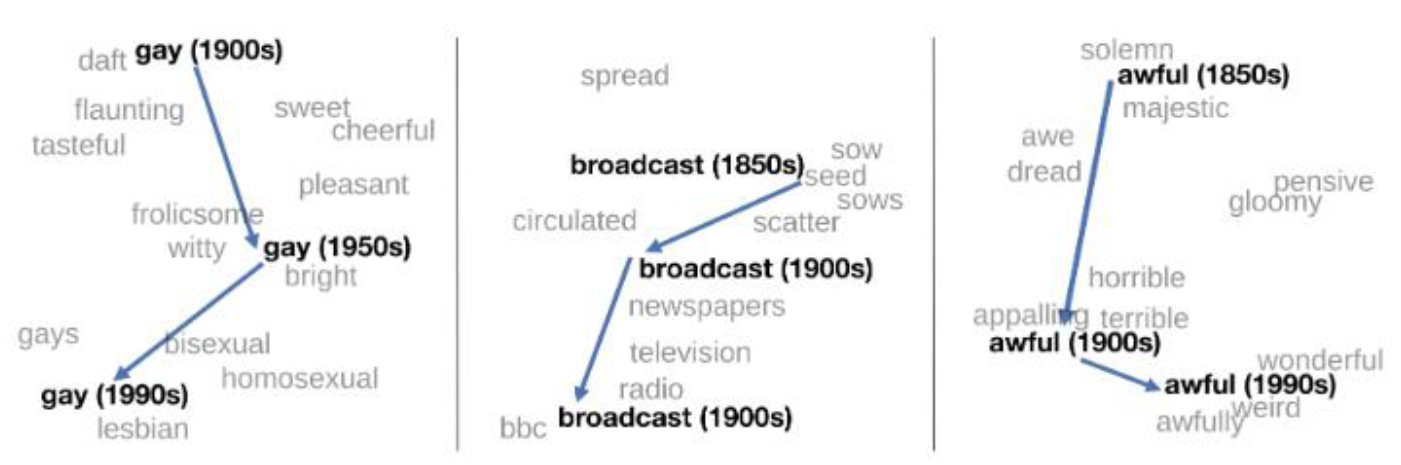 daft gay (1900s)
flaunting sweet
cheerful
tasteful
pleasant
frolicsome
witty gay (1950s)
bright
gays bisexual
homosexual
gay (1990s)
lesbian
spread
broadcast (1850s) sow
seed
sows
circulated scatter
broadcast (1900s)
newspapers
television
radio
bbc broadcast (1900s)
solemn
awful (1850s)
majestic
awe
dread
pensive
gloomy
horrible
appalling terrible
awful (1900s)
wonderful
awful (1990s)
weird
awfully